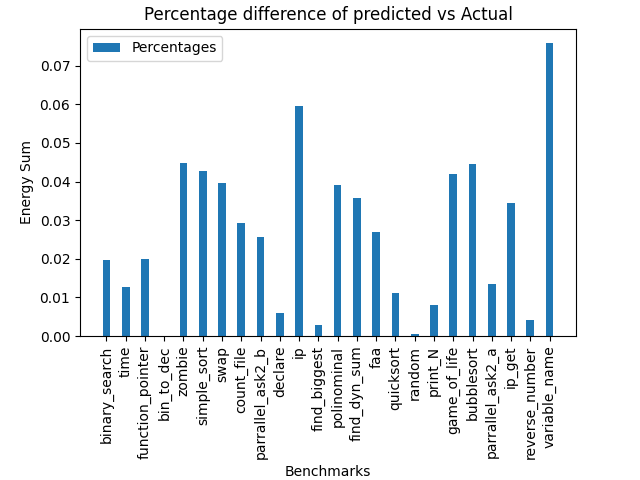 Percentage difference of predicted vs Actual
Percentages
Energy Sum
0.07
0.06
0.05
0.04
0.03
0.02
0.01
0.00
binary_search
time
function_pointer
bin_to_dec
zombie
simple_sort
swap
count_file
parrallel_ask2_b
declare
ip
find_biggest
polinominal
find_dyn_sum
faa
quicksort
random
print_N
game_of_life
bubblesort
parrallel_ask2_a
ip_get
reverse_number
variable_name
Benchmarks